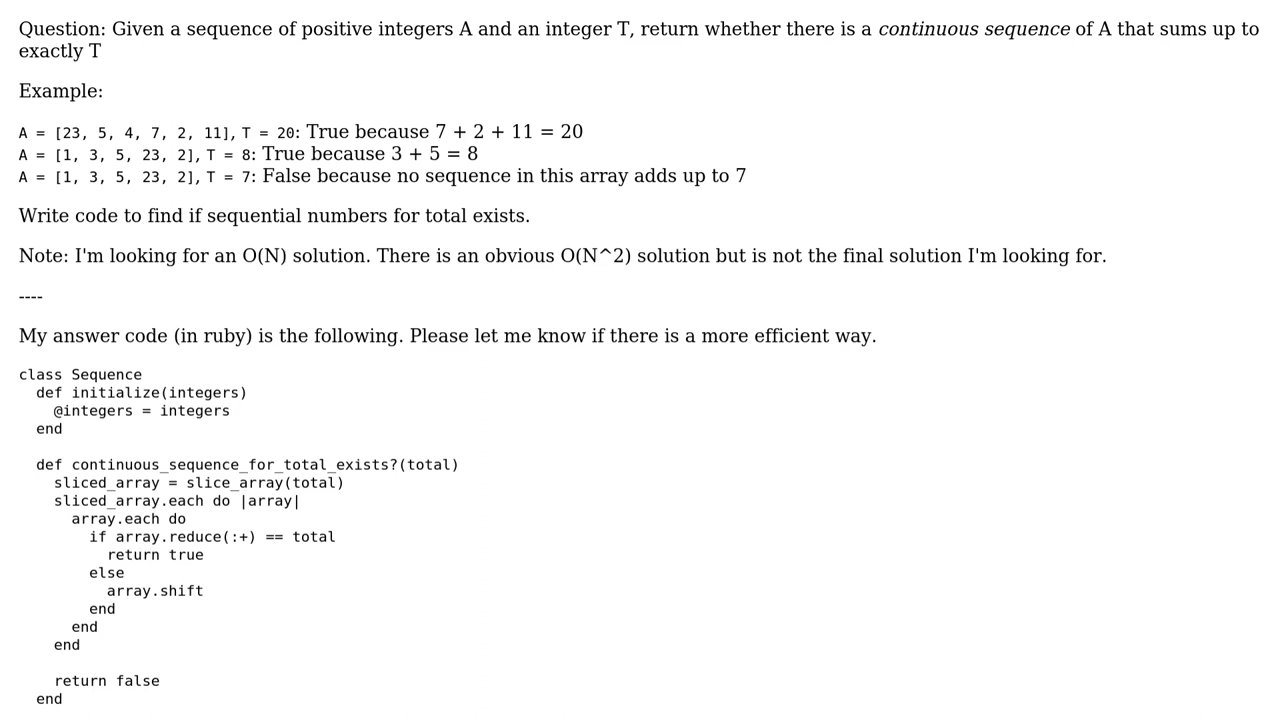 Question: Given a sequence of positive integers A and an integer T, return whether there is a continuous sequence of A that sums up to
exactly T
Example:
A = [23, 5, 4, 7, 2, 11], T = 20: True because 7 + 2 + 11 = 20
A = [1, 3, 5, 23, 2], T = 8: True because 3 + 5 = 8
A = [1, 3, 5, 23, 2], T = 7: False because no sequence in this array adds up to 7
Write code to find if sequential numbers for total exists.
Note: I'm looking for an O(N) solution. There is an obvious O(N^2) solution but is not the final solution I'm looking for.
----
My answer code (in ruby) is the following. Please let me know if there is a more efficient way.
class Sequence
  def initialize(integers)
    @integers = integers
  end
  def continuous_sequence_for_total_exists?(total)
    sliced_array = slice_array(total)
    sliced_array.each do |array|
      array.each do
        if array.reduce(:+) == total
          return true
        else
          array.shift
        end
      end
    end
    return false
  end